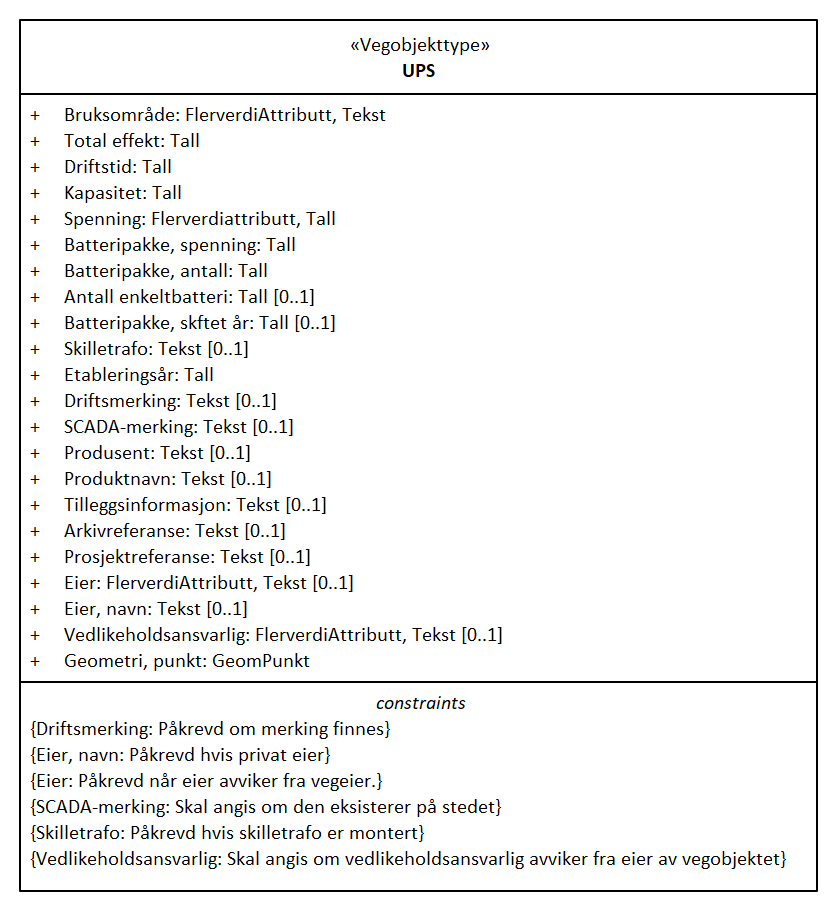 «Vegobjekttype»
UPS
+ Bruksområde: FlerverdiAttributt, Tekst
+ Total effekt: Tall
+ Driftstid: Tall
+ Kapasitet: Tall
+ Spenning: Flerverdiattributt, Tall
+ Batteripakke, spenning: Tall
+ Batteripakke, antall: Tall
+ Antall enkeltbatteri: Tall [0..1]
+ Batteripakke, skftet år: Tall [0..1]
+ Skilletrafo: Tekst [0..1]
+ Etableringsår: Tall
+ Driftsmerking: Tekst [0..1]
+ SCADA-merking: Tekst [0..1]
+ Produsent: Tekst [0..1]
+ Produktnavn: Tekst [0..1]
+ Tilleggsinformasjon: Tekst [0..1]
+ Arkivreferanse: Tekst [0..1]
+ Prosjektreferanse: Tekst [0..1]
+ Eier: FlerverdiAttributt, Tekst [0..1]
+ Eier, navn: Tekst [0..1]
+ Vedlikeholdsansvarlig: FlerverdiAttributt, Tekst [0..1]
+ Geometri, punkt: GeomPunkt
constraints
{Driftsmerking: Påkrevd om merking finnes}
{Eier, navn: Påkrevd hvis privat eier}
{Eier: Påkrevd når eier avviker fra vegeier.}
{SCADA-merking: Skal angis om den eksisterer på stedet}
{Skilletrafo: Påkrevd hvis skilletrafo er montert}
{Vedlikeholdsansvarlig: Skal angis om vedlikeholdsansvarlig avviker fra eier av vegobjektet}